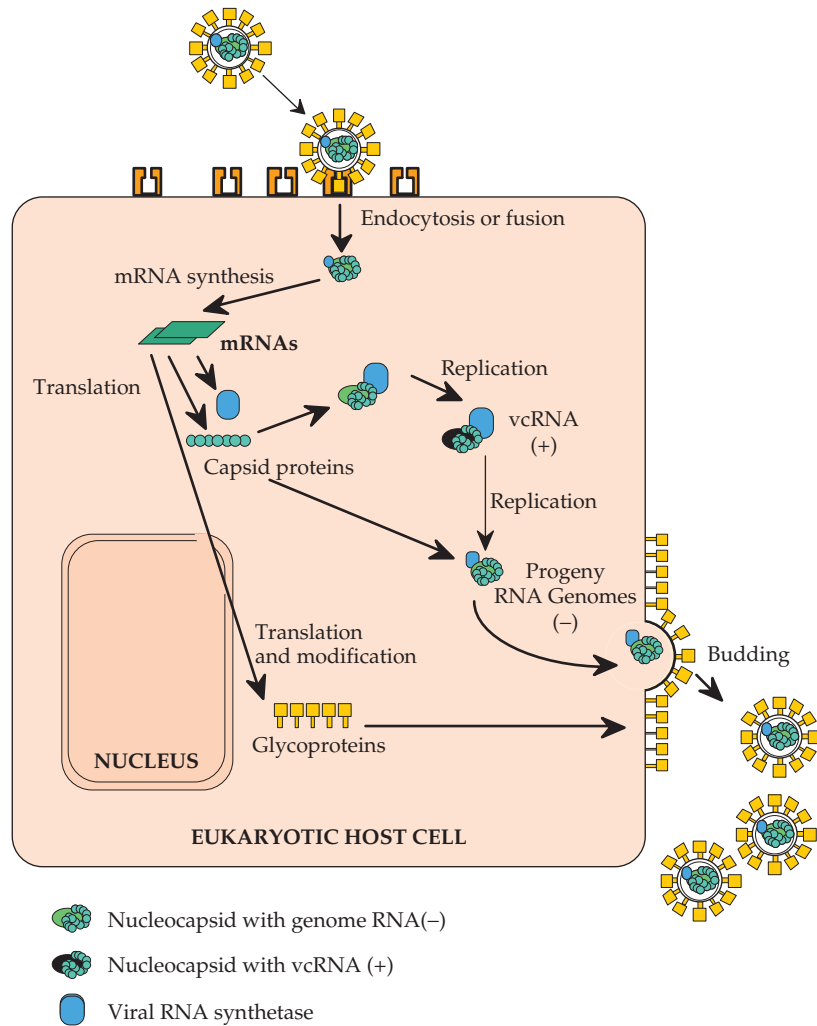 Endocytosis or fusion
mRNA synthesis
mRNAs
Translation
Replication
vcRNA
(+)
Capsid proteins
Replication
Progeny
RNA Genomes
(−)
Translation
and modification
Budding
Glycoproteins
NUCLEUS
EUKARYOTIC HOST CELL
Nucleocapsid with genome RNA(−)
Nucleocapsid with vcRNA (+)
Viral RNA synthetase